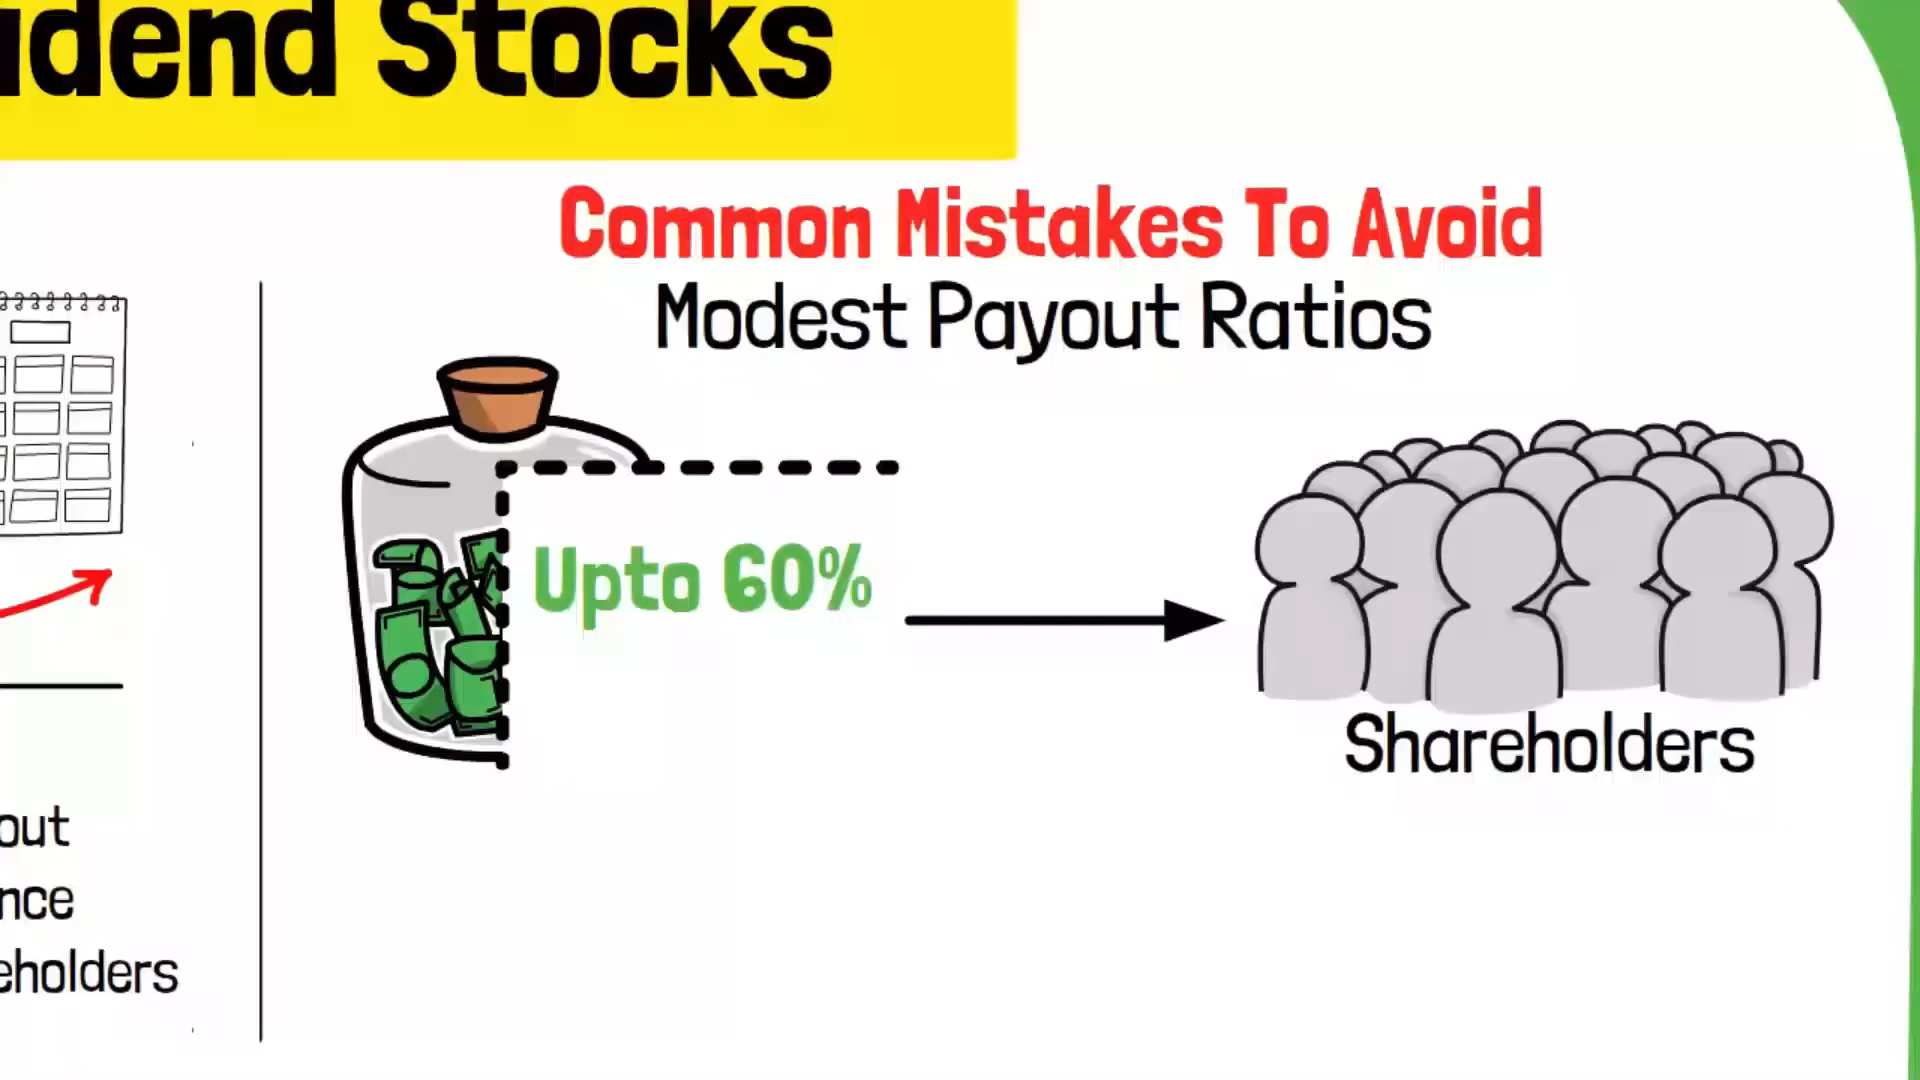 idend Stocks
Common Mistakes To Avoid
Modest Payout Ratios
Upto 60%
Shareholders
out
nce
eholders